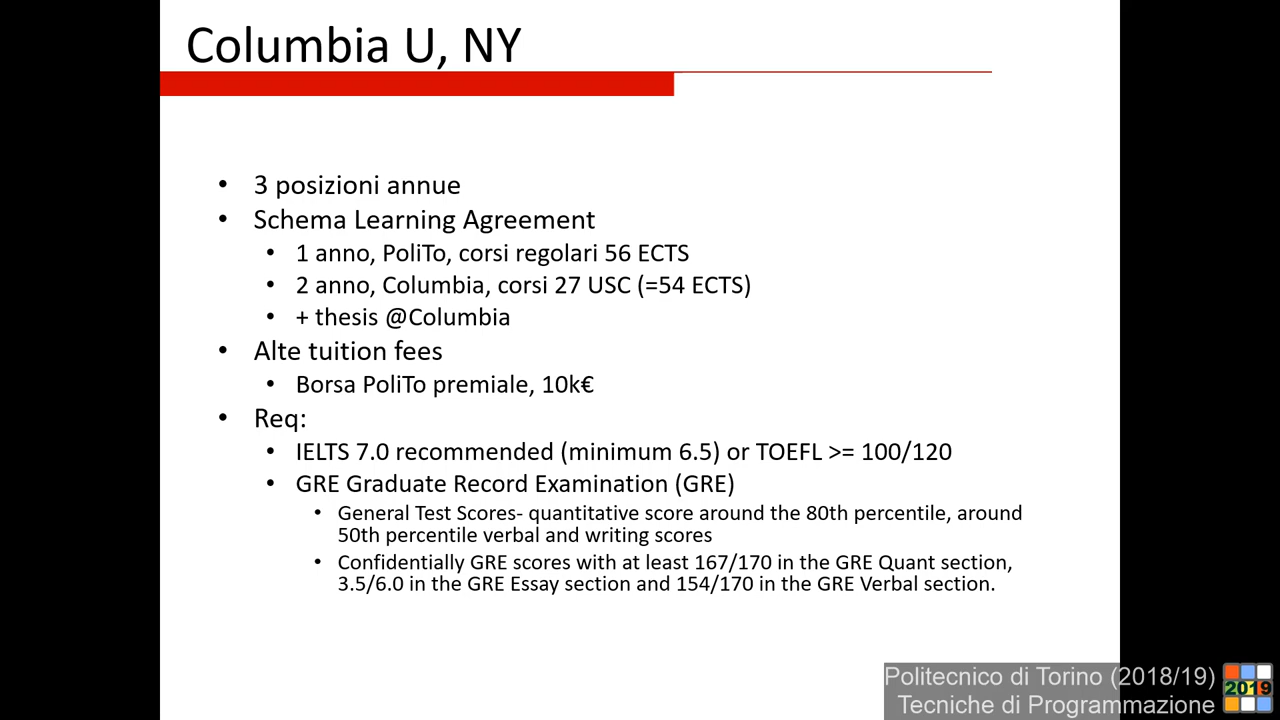 Columbia U, NY
• 3 posizioni annue
• Schema Learning Agreement
• 1 anno, PoliTo, corsi regolari 56 ECTS
• 2 anno, Columbia, corsi 27 USC (=54 ECTS)
• + thesis @Columbia
• Alte tuition fees
• Borsa PoliTo premiale, 10k€
• Req:
• IELTS 7.0 recommended (minimum 6.5) or TOEFL >= 100/120
• GRE Graduate Record Examination (GRE)
• General Test Scores- quantitative score around the 80th percentile, around
50th percentile verbal and writing scores
• Confidentially GRE scores with at least 167/170 in the GRE Quant section,
3.5/6.0 in the GRE Essay section and 154/170 in the GRE Verbal section.
Politecnico di Torino (2018/19)
Tecniche di Programmazione
2019